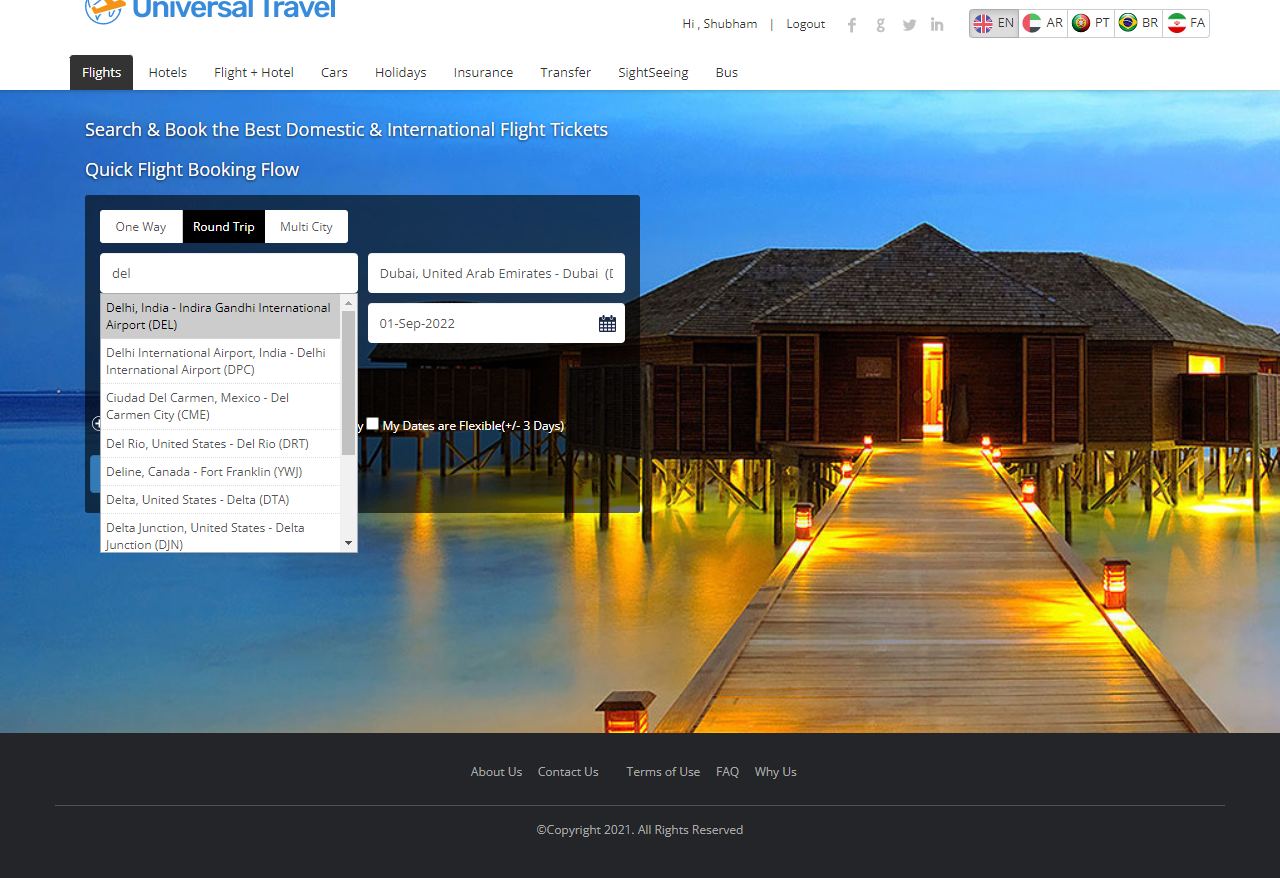 Universal Travel
Hi , Shubham | Logout
EN AR PT BR FA
Flights Hotels Flight + Hotel Cars Holidays Insurance Transfer SightSeeing Bus
Search & Book the Best Domestic & International Flight Tickets
Quick Flight Booking Flow
One Way Round Trip Multi City
del
Dubai, United Arab Emirates - Dubai (D
Delhi, India - Indira Gandhi International
Airport (DEL)
01-Sep-2022
Delhi International Airport, India - Delhi
International Airport (DPC)
Ciudad Del Carmen, Mexico - Del
Carmen City (CME)
y My Dates are Flexible(+/- 3 Days)
Del Rio, United States - Del Rio (DRT)
Deline, Canada - Fort Franklin (YWJ)
Delta, United States - Delta (DTA)
Delta Junction, United States - Delta
Junction (DJN)
About Us Contact Us Terms of Use FAQ Why Us
©Copyright 2021. All Rights Reserved